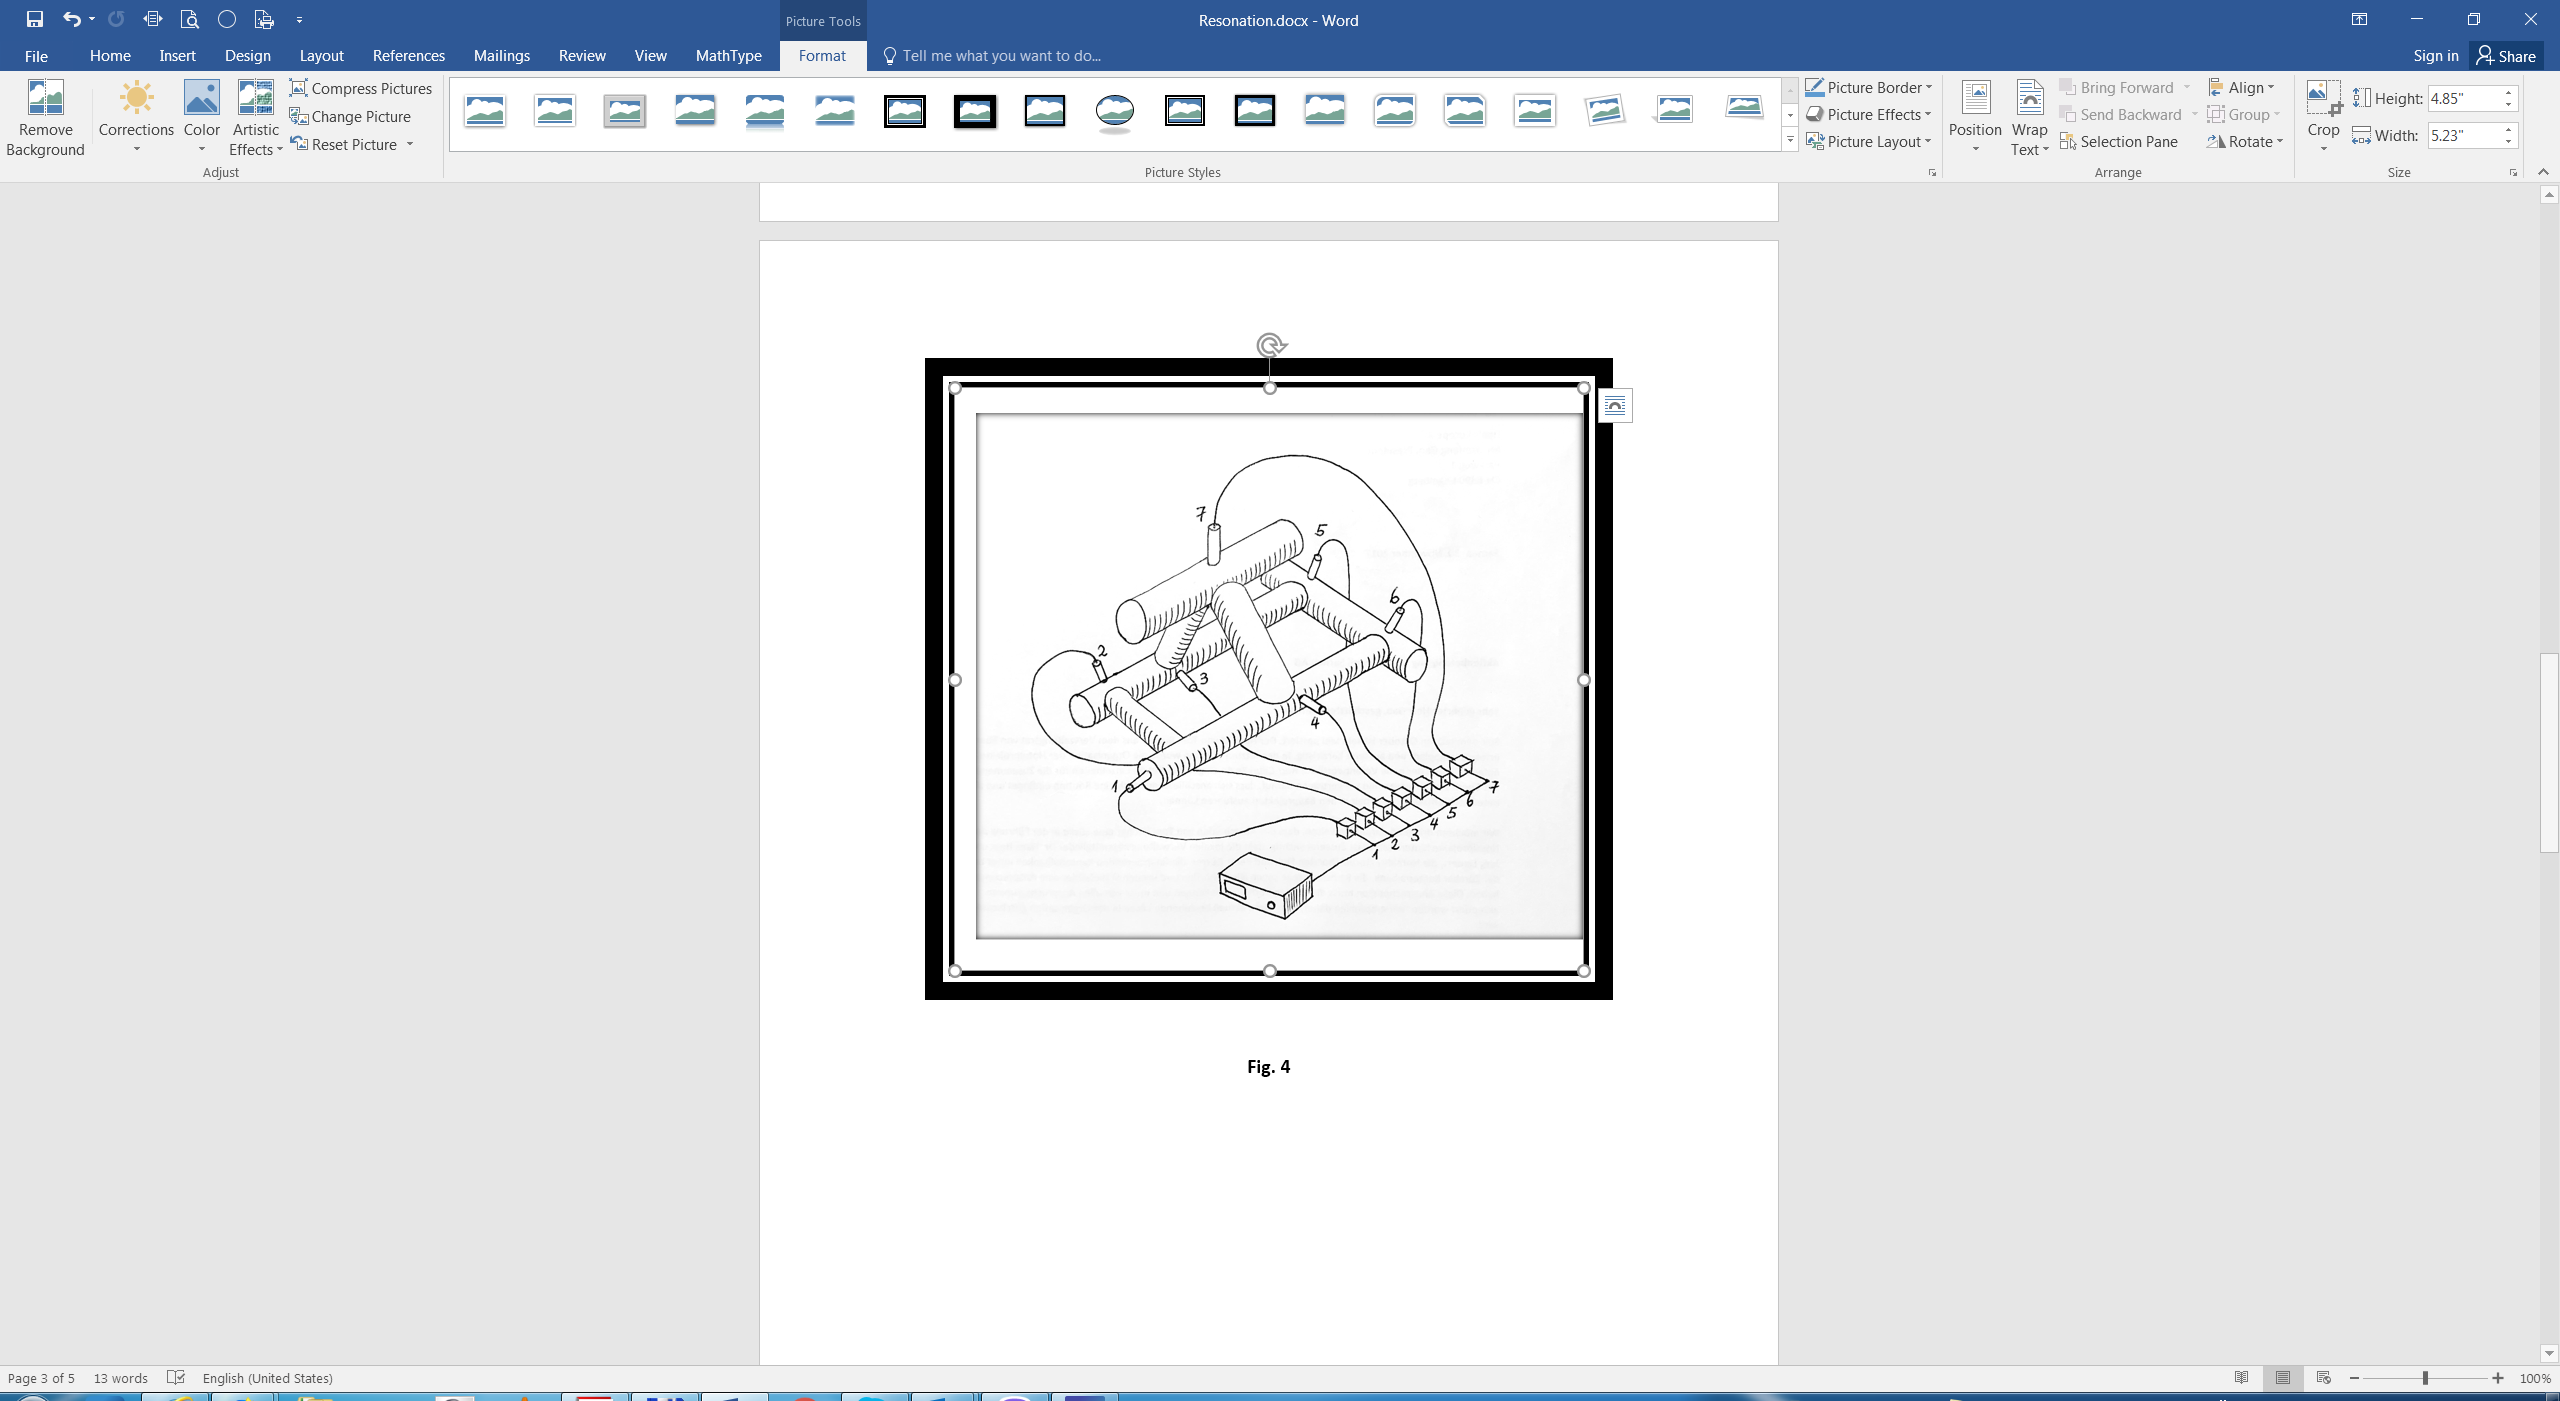 Picture Tools
Resonation.docx - Word
File
Home
Insert
Design
Layout
References
Mailings
Review
View
MathType
Format
Tell me what you want to do...
Sign in
Share
Remove
Background
Corrections
Color
Artistic
Effects
Compress Pictures
Change Picture
Reset Picture
Adjust
Picture Styles
Picture Border
Picture Effects
Picture Layout
Position
Wrap
Text
Bring Forward
Send Backward
Selection Pane
Align
Group
Rotate
Arrange
Crop
Height: 4.85"
Width: 5.23"
Size
7
5
6
2
3
4
1
7
6
5
4
3
2
1
Fig. 4
Page 3 of 5
13 words
English (United States)
100%